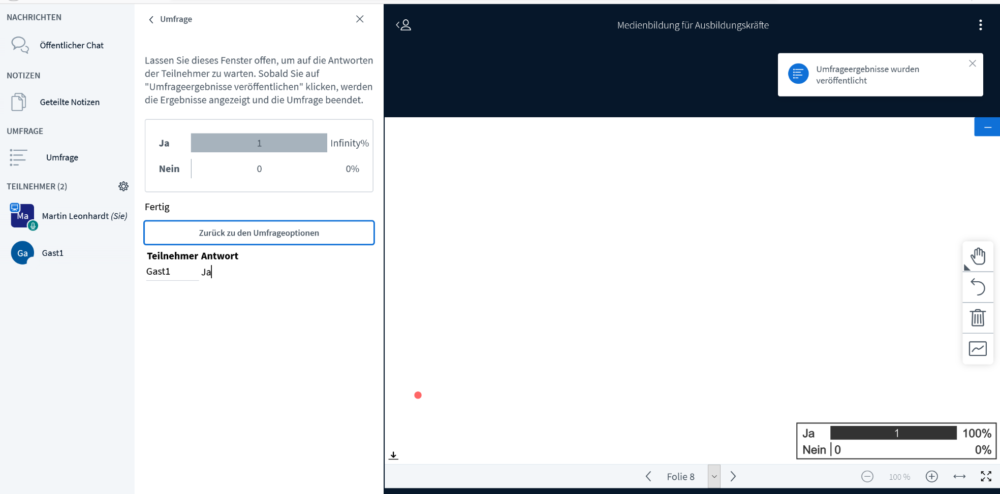 NACHRICHTEN
Öffentlicher Chat
NOTIZEN
Geteilte Notizen
UMFRAGE
Umfrage
TEILNEHMER (2)
Ma
Martin Leonhardt (Sie)
Ga
Gast1
Umfrage
Lassen Sie dieses Fenster offen, um auf die Antworten
der Teilnehmer zu warten. Sobald Sie auf
"Umfrageergebnisse veröffentlichen" klicken, werden
die Ergebnisse angezeigt und die Umfrage beendet.
Ja 1 Infinity%
Nein 0 0%
Fertig
Zurück zu den Umfrageoptionen
Teilnehmer Antwort
Gast1 Ja
Medienbildung für Ausbildungskräfte
Umfrageergebnisse wurden
veröffentlicht
Ja 1 100%
Nein 0 0%
Folie 8
100 %